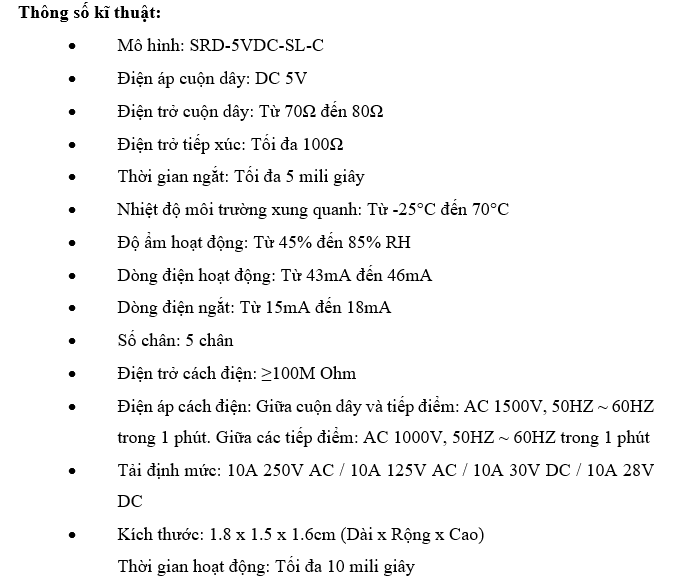 Thông số kĩ thuật:
• Mô hình: SRD-5VDC-SL-C
• Điện áp cuộn dây: DC 5V
• Điện trở cuộn dây: Từ 70Ω đến 80Ω
• Điện trở tiếp xúc: Tối đa 100Ω
• Thời gian ngắt: Tối đa 5 mili giây
• Nhiệt độ môi trường xung quanh: Từ -25°C đến 70°C
• Độ ẩm hoạt động: Từ 45% đến 85% RH
• Dòng điện hoạt động: Từ 43mA đến 46mA
• Dòng điện ngắt: Từ 15mA đến 18mA
• Số chân: 5 chân
• Điện trở cách điện: ≥100M Ohm
• Điện áp cách điện: Giữa cuộn dây và tiếp điểm: AC 1500V, 50HZ ~ 60HZ
trong 1 phút. Giữa các tiếp điểm: AC 1000V, 50HZ ~ 60HZ trong 1 phút
• Tải định mức: 10A 250V AC / 10A 125V AC / 10A 30V DC / 10A 28V
DC
• Kích thước: 1.8 x 1.5 x 1.6cm (Dài x Rộng x Cao)
Thời gian hoạt động: Tối đa 10 mili giây